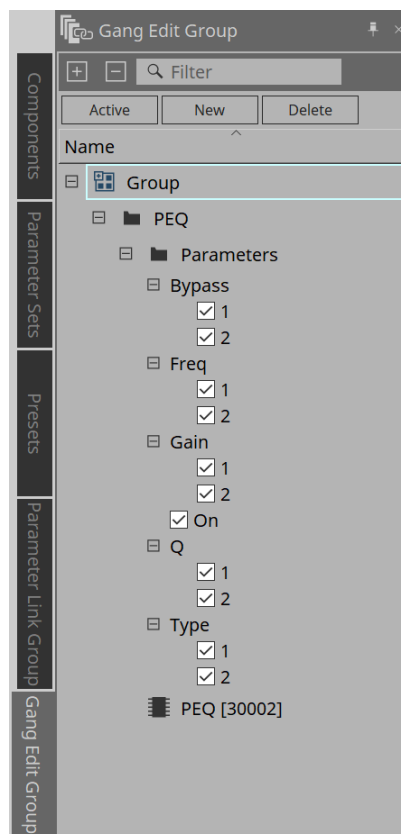 Gang Edit Group
Filter
Active New Delete
Name
Group
PEQ
Parameters
Bypass
1
2
Freq
1
2
Gain
1
2
On
Q
1
2
Type
1
2
PEQ [30002]
Components
Parameter Sets
Presets
Parameter Link Group
Gang Edit Group